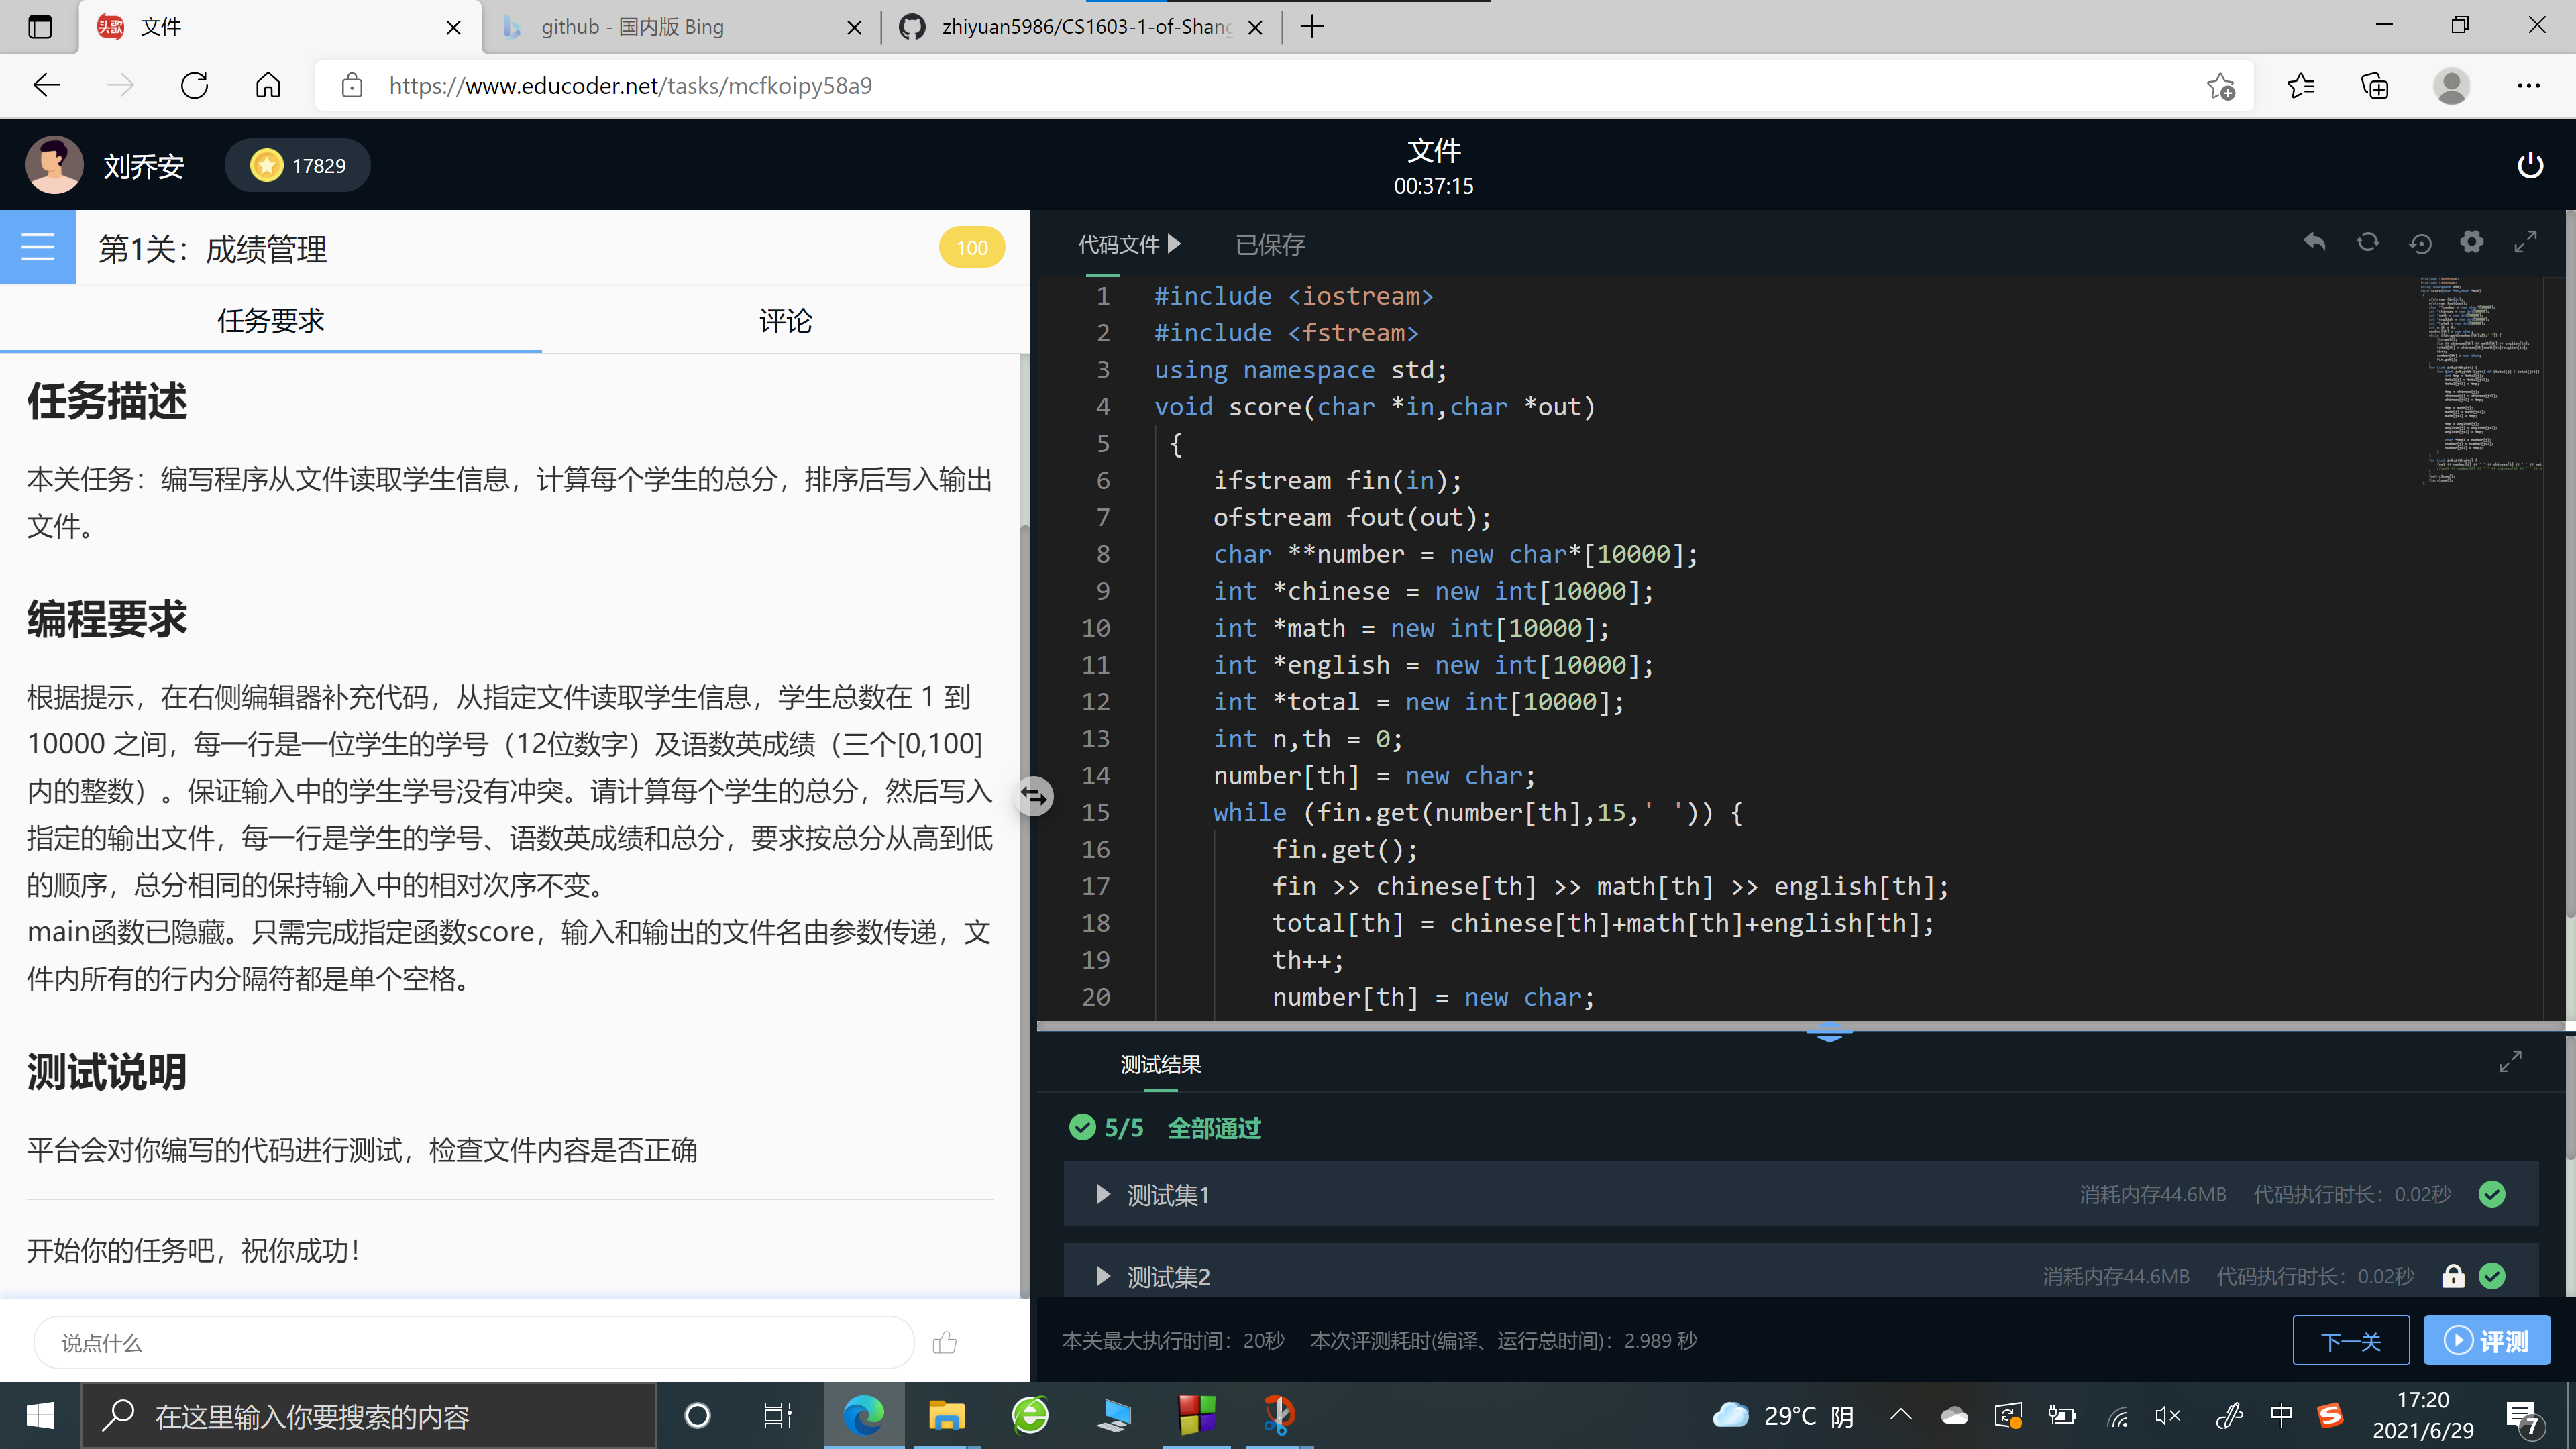 文件
github - 国内版 Bing
zhiyuan5986/CS1603-1-of-Shang
https://www.educoder.net/tasks/mcfkoipy58a9
刘乔安
17829
文件
00:37:15
第1关：成绩管理
100
任务要求
评论
任务描述
本关任务：编写程序从文件读取学生信息，计算每个学生的总分，排序后写入输出
文件。
编程要求
根据提示，在右侧编辑器补充代码，从指定文件读取学生信息，学生总数在 1 到
10000 之间，每一行是一位学生的学号（12位数字）及语数英成绩（三个[0,100]
内的整数）。保证输入中的学生学号没有冲突。请计算每个学生的总分，然后写入
指定的输出文件，每一行是学生的学号、语数英成绩和总分，要求按总分从高到低
的顺序，总分相同的保持输入中的相对次序不变。
main函数已隐藏。只需完成指定函数score，输入和输出的文件名由参数传递，文
件内所有的行内分隔符都是单个空格。
测试说明
平台会对你编写的代码进行测试，检查文件内容是否正确
开始你的任务吧，祝你成功！
说点什么
代码文件
已保存
1 #include <iostream>
2 #include <fstream>
3 using namespace std;
4 void score(char *in,char *out)
5 {
6 ifstream fin(in);
7 ofstream fout(out);
8 char **number = new char*[10000];
9 int *chinese = new int[10000];
10 int *math = new int[10000];
11 int *english = new int[10000];
12 int *total = new int[10000];
13 int n,th = 0;
14 number[th] = new char;
15 while (fin.get(number[th],15,' ')) {
16 fin.get();
17 fin >> chinese[th] >> math[th] >> english[th];
18 total[th] = chinese[th]+math[th]+english[th];
19 th++;
20 number[th] = new char;
测试结果
5/5 全部通过
测试集1
消耗内存44.6MB 代码执行时长：0.02秒
测试集2
消耗内存44.6MB 代码执行时长：0.02秒
本关最大执行时间：20秒 本次评测耗时(编译、运行总时间)：2.989 秒
下一关
评测
在这里输入你要搜索的内容
29°C 阴
中
17:20
2021/6/29
7